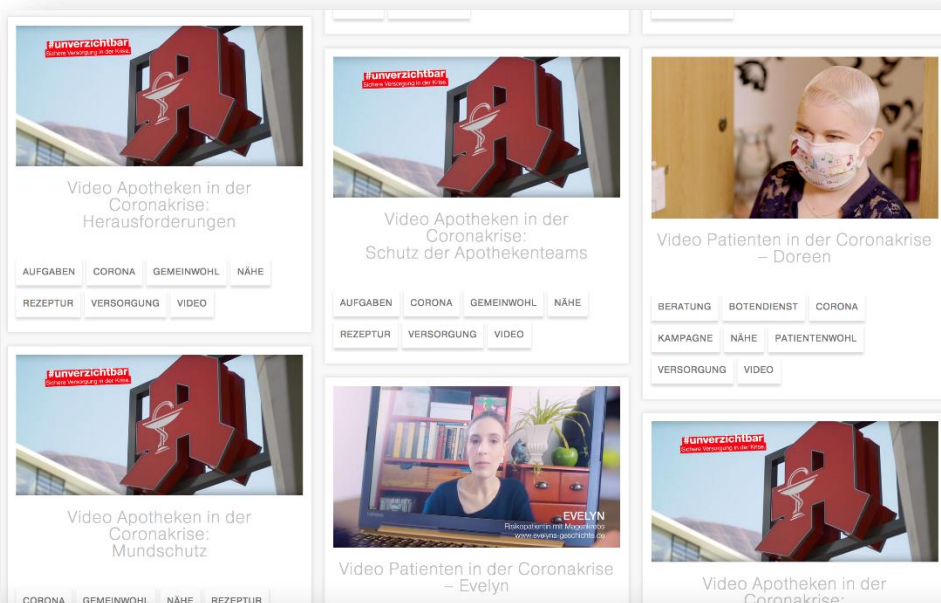 #unverzichtbar
Sichere Versorgung in der Krise.
Video Apotheken in der
Coronakrise:
Herausforderungen
AUFGABEN CORONA GEMEINWOHL NÄHE
REZEPTUR VERSORGUNG VIDEO
#unverzichtbar
Sichere Versorgung in der Krise.
Video Apotheken in der
Coronakrise:
Mundschutz
CORONA GEMEINWOHL NÄHE REZEPTUR
#unverzichtbar
Sichere Versorgung in der Krise.
Video Apotheken in der
Coronakrise:
Schutz der Apothekenteams
AUFGABEN CORONA GEMEINWOHL NÄHE
REZEPTUR VERSORGUNG VIDEO
EVELYN
Risikopatientin mit Magenkrebs
www.evelyns-geschichte.de
Video Patienten in der Coronakrise
– Evelyn
Video Patienten in der Coronakrise
– Doreen
BERATUNG BOTENDIENST CORONA
KAMPAGNE NÄHE PATIENTENWOHL
VERSORGUNG VIDEO
#unverzichtbar
Sichere Versorgung in der Krise.
Video Apotheken in der
Coronakrise: